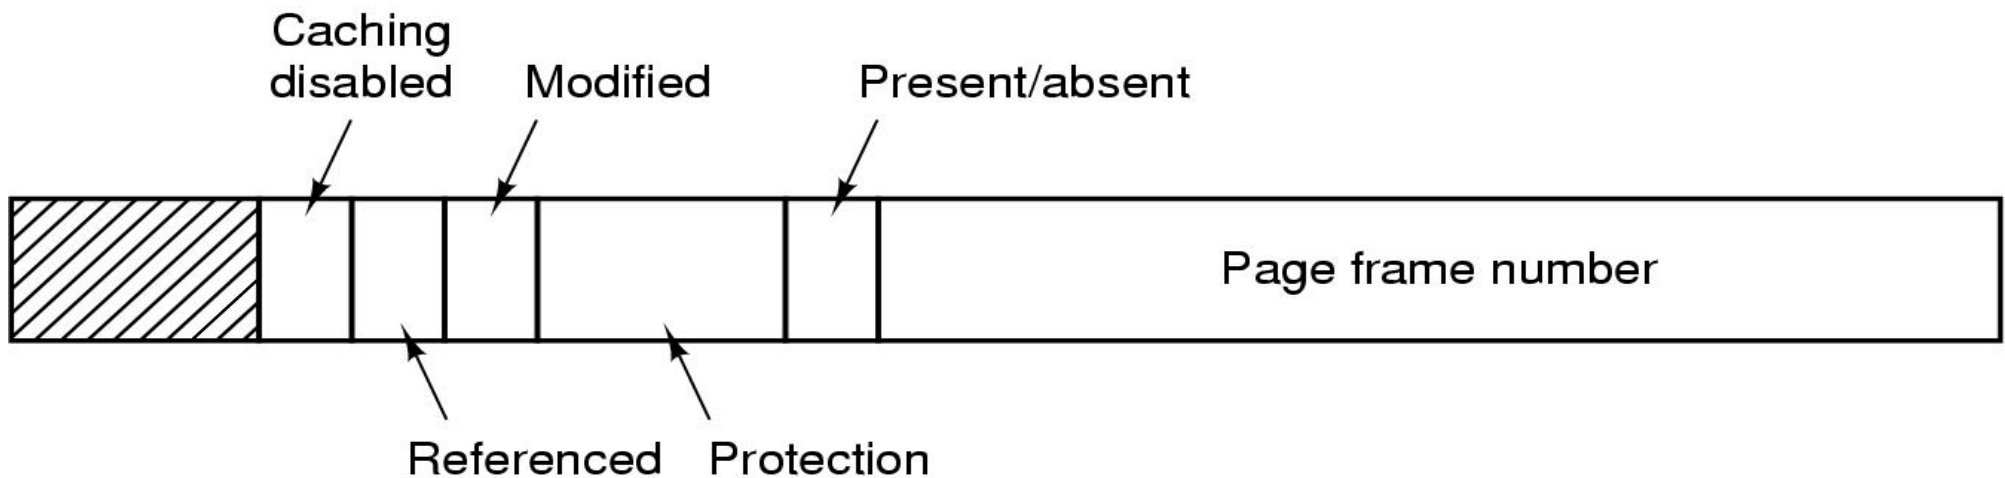 Caching
disabled
Modified
Present/absent
Page frame number
Referenced
Protection